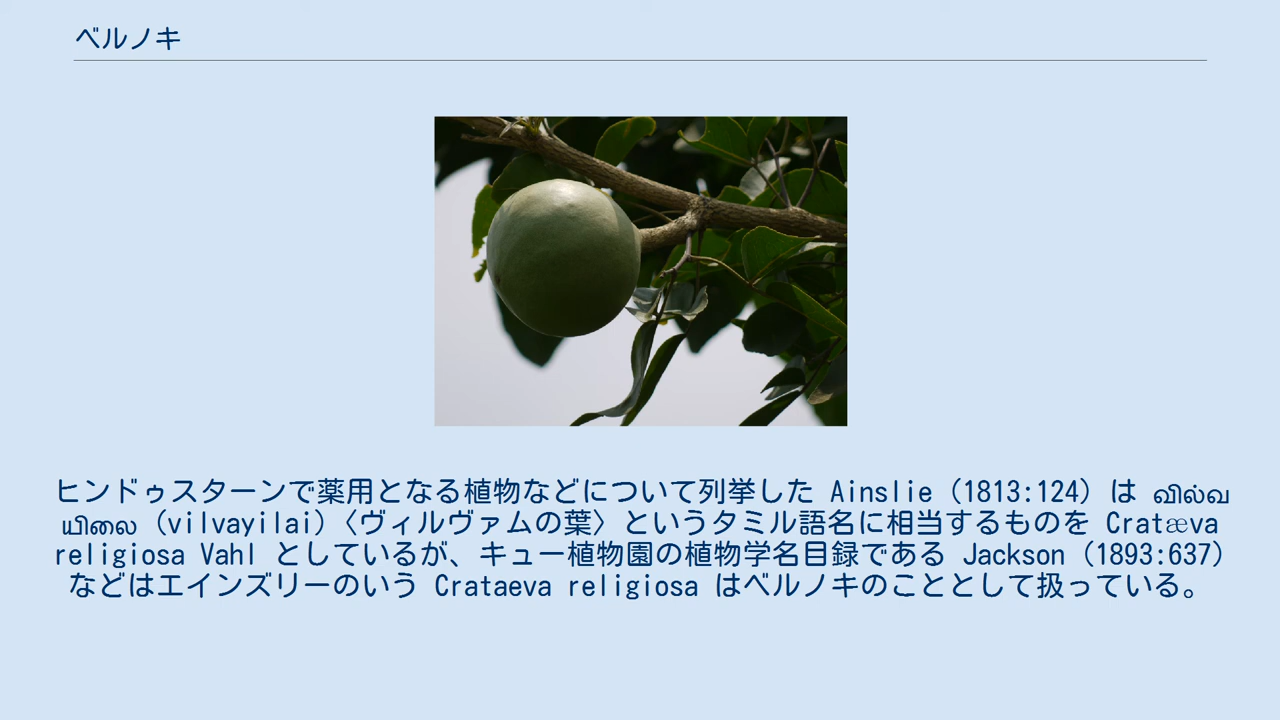 ベルノキ
ヒンドゥスターンで薬用となる植物などについて列挙した Ainslie (1813:124) は வில்வ
யிலை (vilvayilai)〈ヴィルヴァムの葉〉というタミル語名に相当するものを Cratæva
religiosa Vahl としているが、キュー植物園の植物学名目録である Jackson (1893:637)
などはエインズリーのいう Crataeva religiosa はベルノキのこととして扱っている。